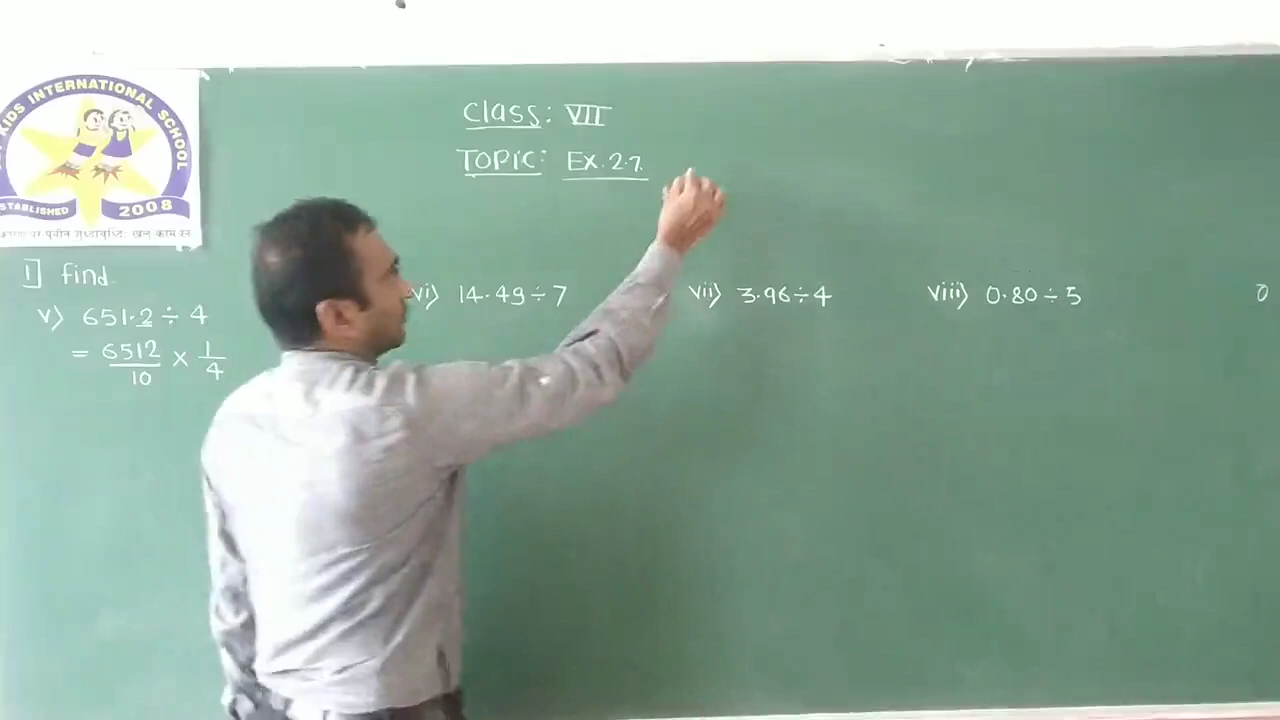 KIDS INTERNATIONAL SCHOOL
ESTABLISHED 2008
Class: VII
TOPIC: EX. 2.7.
1] find.
v) 651.2 ÷ 4
= 6512/10 × 1/4
vi) 14.49 ÷ 7
vii) 3.96 ÷ 4
viii) 0.80 ÷ 5
0